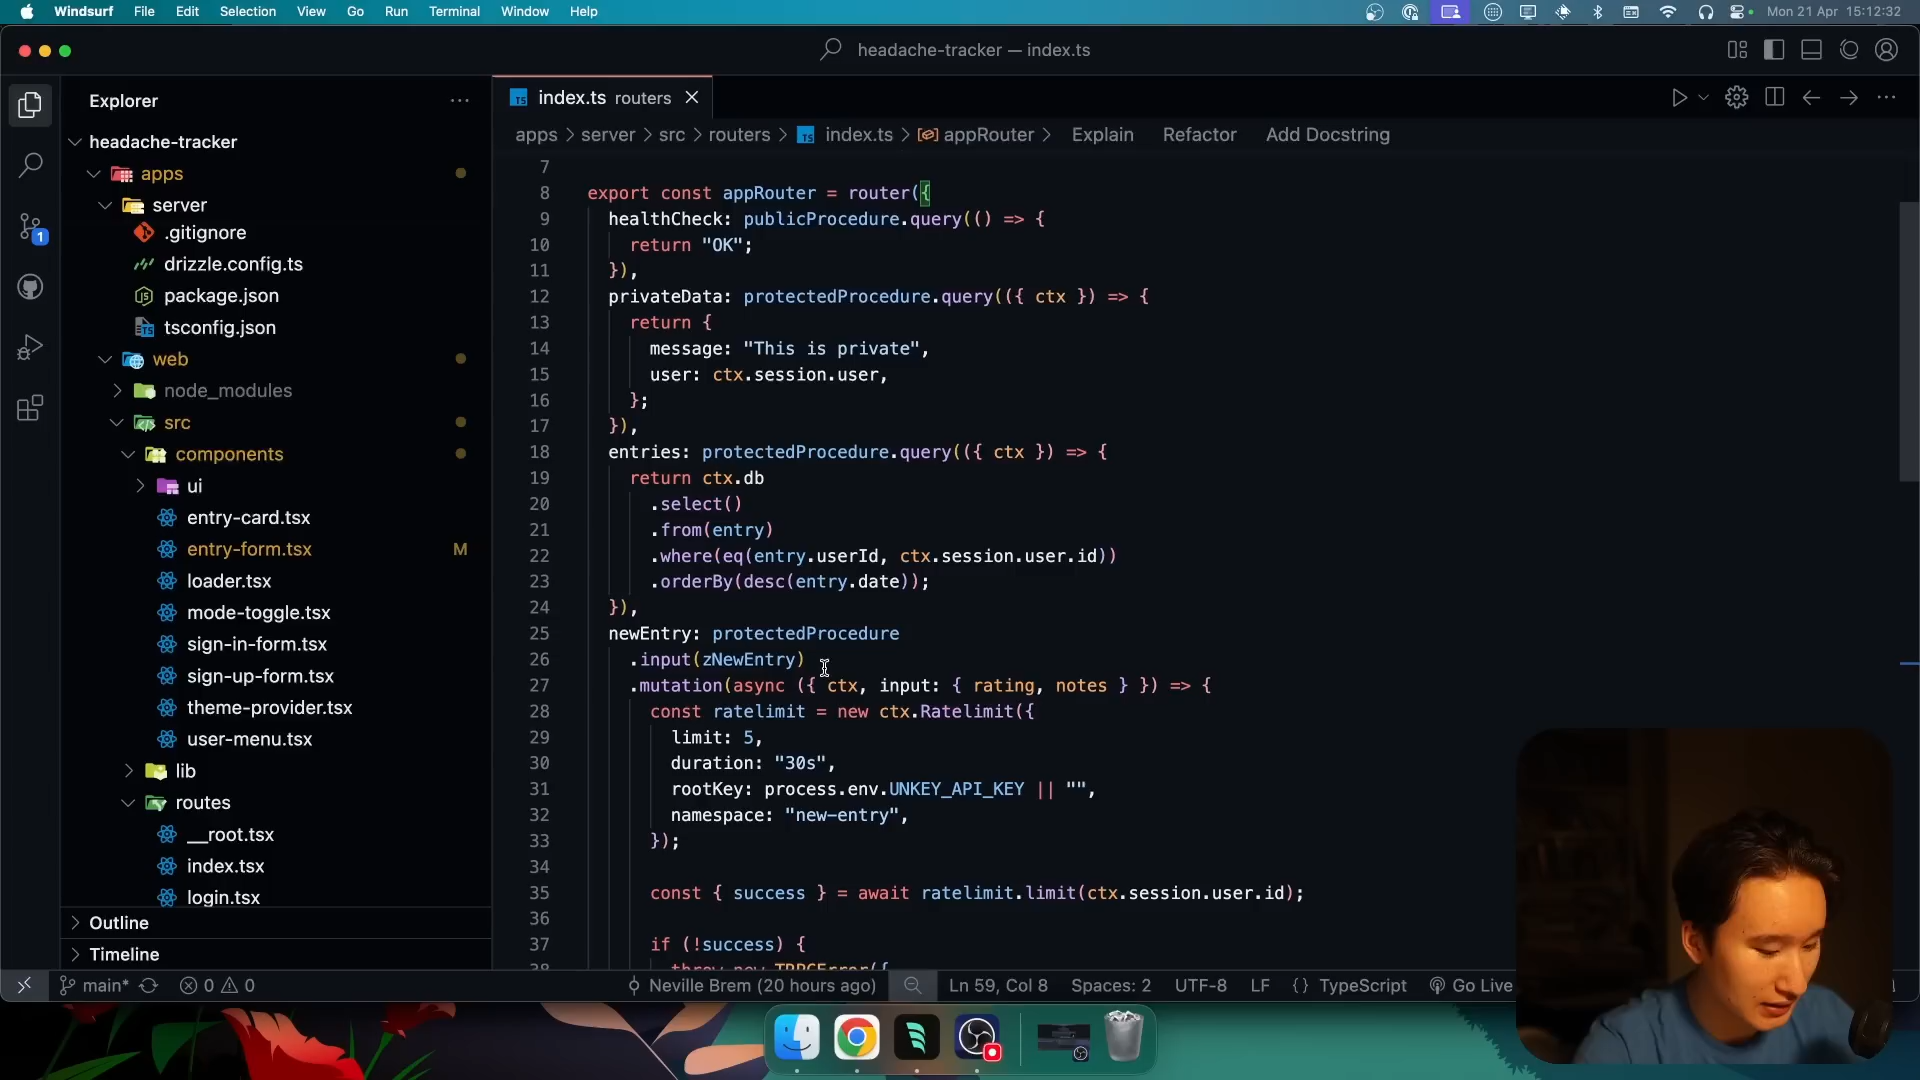 Windsurf File Edit Selection View Go Run Terminal Window Help Mon 21 Apr 15:12:32
headache-tracker — index.ts
Explorer
index.ts routers
apps > server > src > routers > index.ts > appRouter > Explain Refactor Add Docstring
headache-tracker
apps
server
.gitignore
drizzle.config.ts
package.json
tsconfig.json
web
node_modules
src
components
ui
entry-card.tsx
entry-form.tsx M
loader.tsx
mode-toggle.tsx
sign-in-form.tsx
sign-up-form.tsx
theme-provider.tsx
user-menu.tsx
lib
routes
__root.tsx
index.tsx
login.tsx
Outline
Timeline
1
7
8 export const appRouter = router({
9 healthCheck: publicProcedure.query(() => {
10 return "OK";
11 }),
12 privateData: protectedProcedure.query(({ ctx }) => {
13 return {
14 message: "This is private",
15 user: ctx.session.user,
16 };
17 }),
18 entries: protectedProcedure.query(({ ctx }) => {
19 return ctx.db
20 .select()
21 .from(entry)
22 .where(eq(entry.userId, ctx.session.user.id))
23 .orderBy(desc(entry.date));
24 }),
25 newEntry: protectedProcedure
26 .input(zNewEntry)
27 .mutation(async ({ ctx, input: { rating, notes } }) => {
28 const ratelimit = new ctx.Ratelimit({
29 limit: 5,
30 duration: "30s",
31 rootKey: process.env.UNKEY_API_KEY || "",
32 namespace: "new-entry",
33 });
34
35 const { success } = await ratelimit.limit(ctx.session.user.id);
36
37 if (!success) {
38 throw new TRPCError({
main* 0 0 Neville Brem (20 hours ago) Ln 59, Col 8 Spaces: 2 UTF-8 LF {} TypeScript Go Live